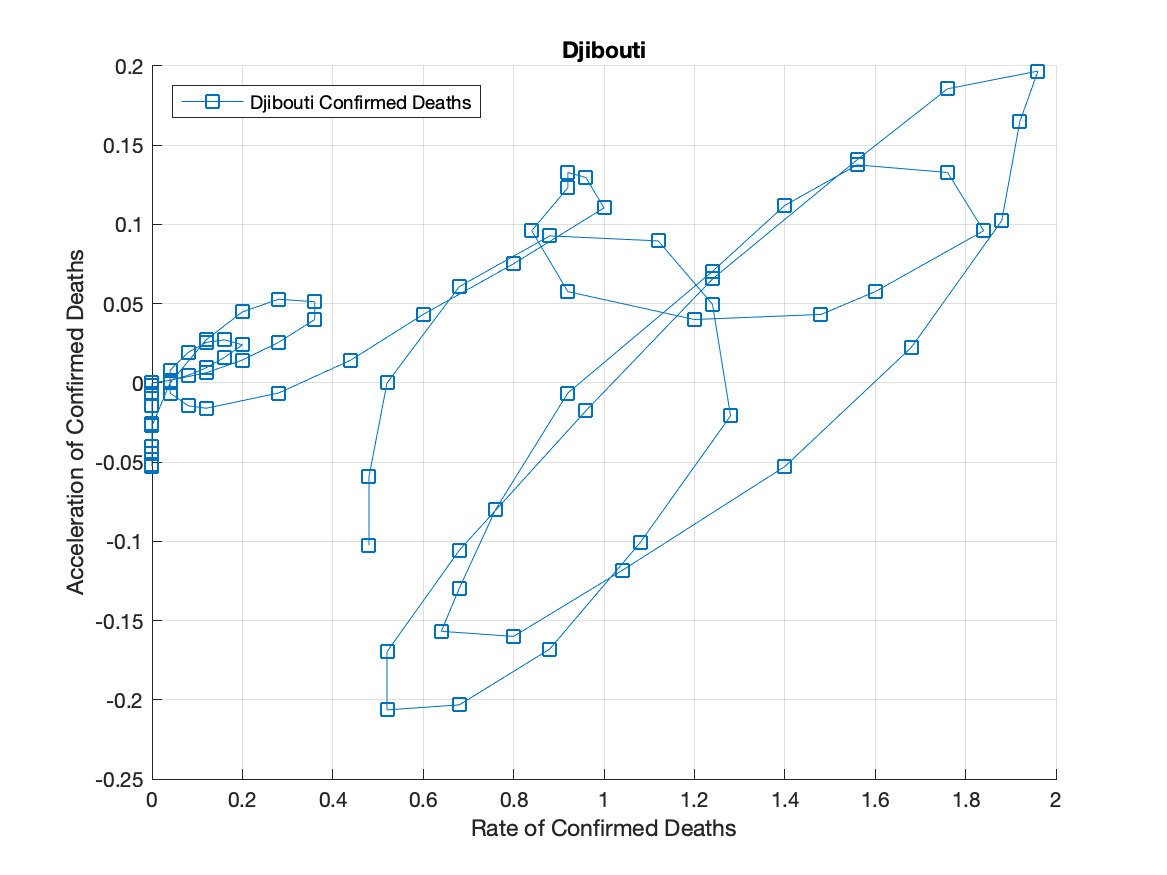 Djibouti
Djibouti Confirmed Deaths
0.2
0.15
0.1
0.05
0
-0.05
-0.1
-0.15
-0.2
-0.25
Acceleration of Confirmed Deaths
0 0.2 0.4 0.6 0.8 1 1.2 1.4 1.6 1.8 2
Rate of Confirmed Deaths